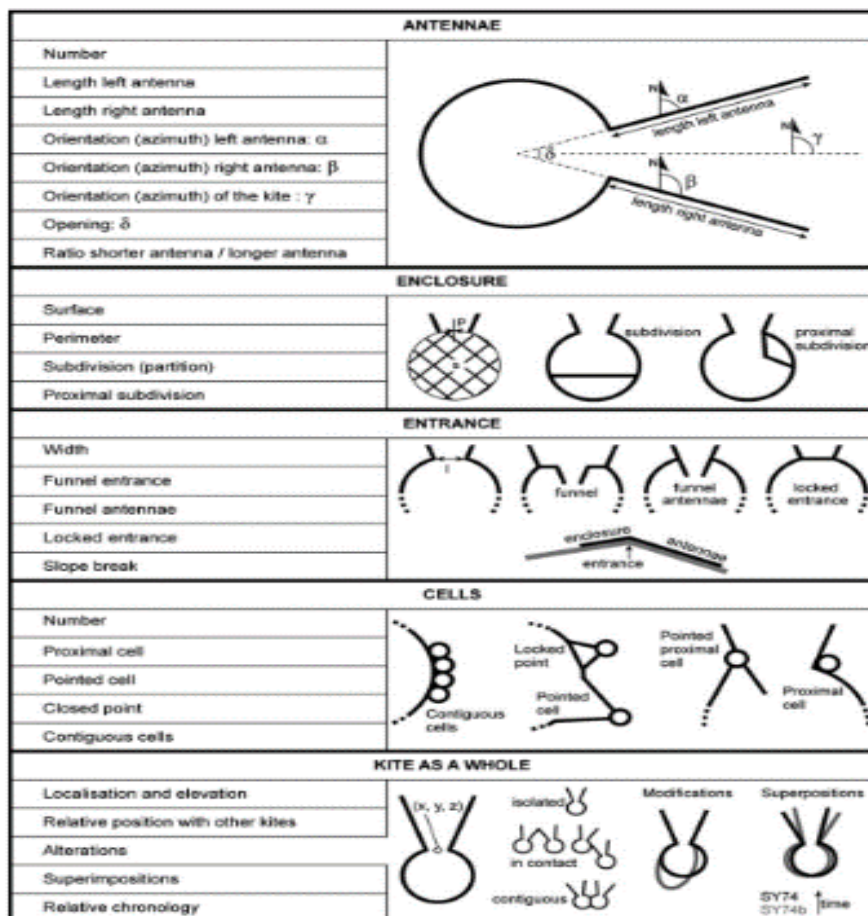 ANTENNAE
Number
Length left antenna
Length right antenna
Orientation (azimuth) left antenna: α
Orientation (azimuth) right antenna: β
Orientation (azimuth) of the kite : γ
Opening: δ
Ratio shorter antenna / longer antenna
N
α
length left antenna
δ
N
γ
N
β
length right antenna
ENCLOSURE
Surface
Perimeter
Subdivision (partition)
Proximal subdivision
P
s
subdivision
proximal
subdivision
ENTRANCE
Width
Funnel entrance
Funnel antennae
Locked entrance
Slope break
l
funnel
funnel
antennae
locked
entrance
enclosure
antennae
entrance
CELLS
Number
Proximal cell
Pointed cell
Closed point
Contiguous cells
Contiguous
cells
Locked
point
Pointed
cell
Pointed
proximal
cell
Proximal
cell
KITE AS A WHOLE
Localisation and elevation
Relative position with other kites
Alterations
Superimpositions
Relative chronology
(x, y, z)
isolated
in contact
contiguous
Modifications
Superpositions
SY74
SY74b
time